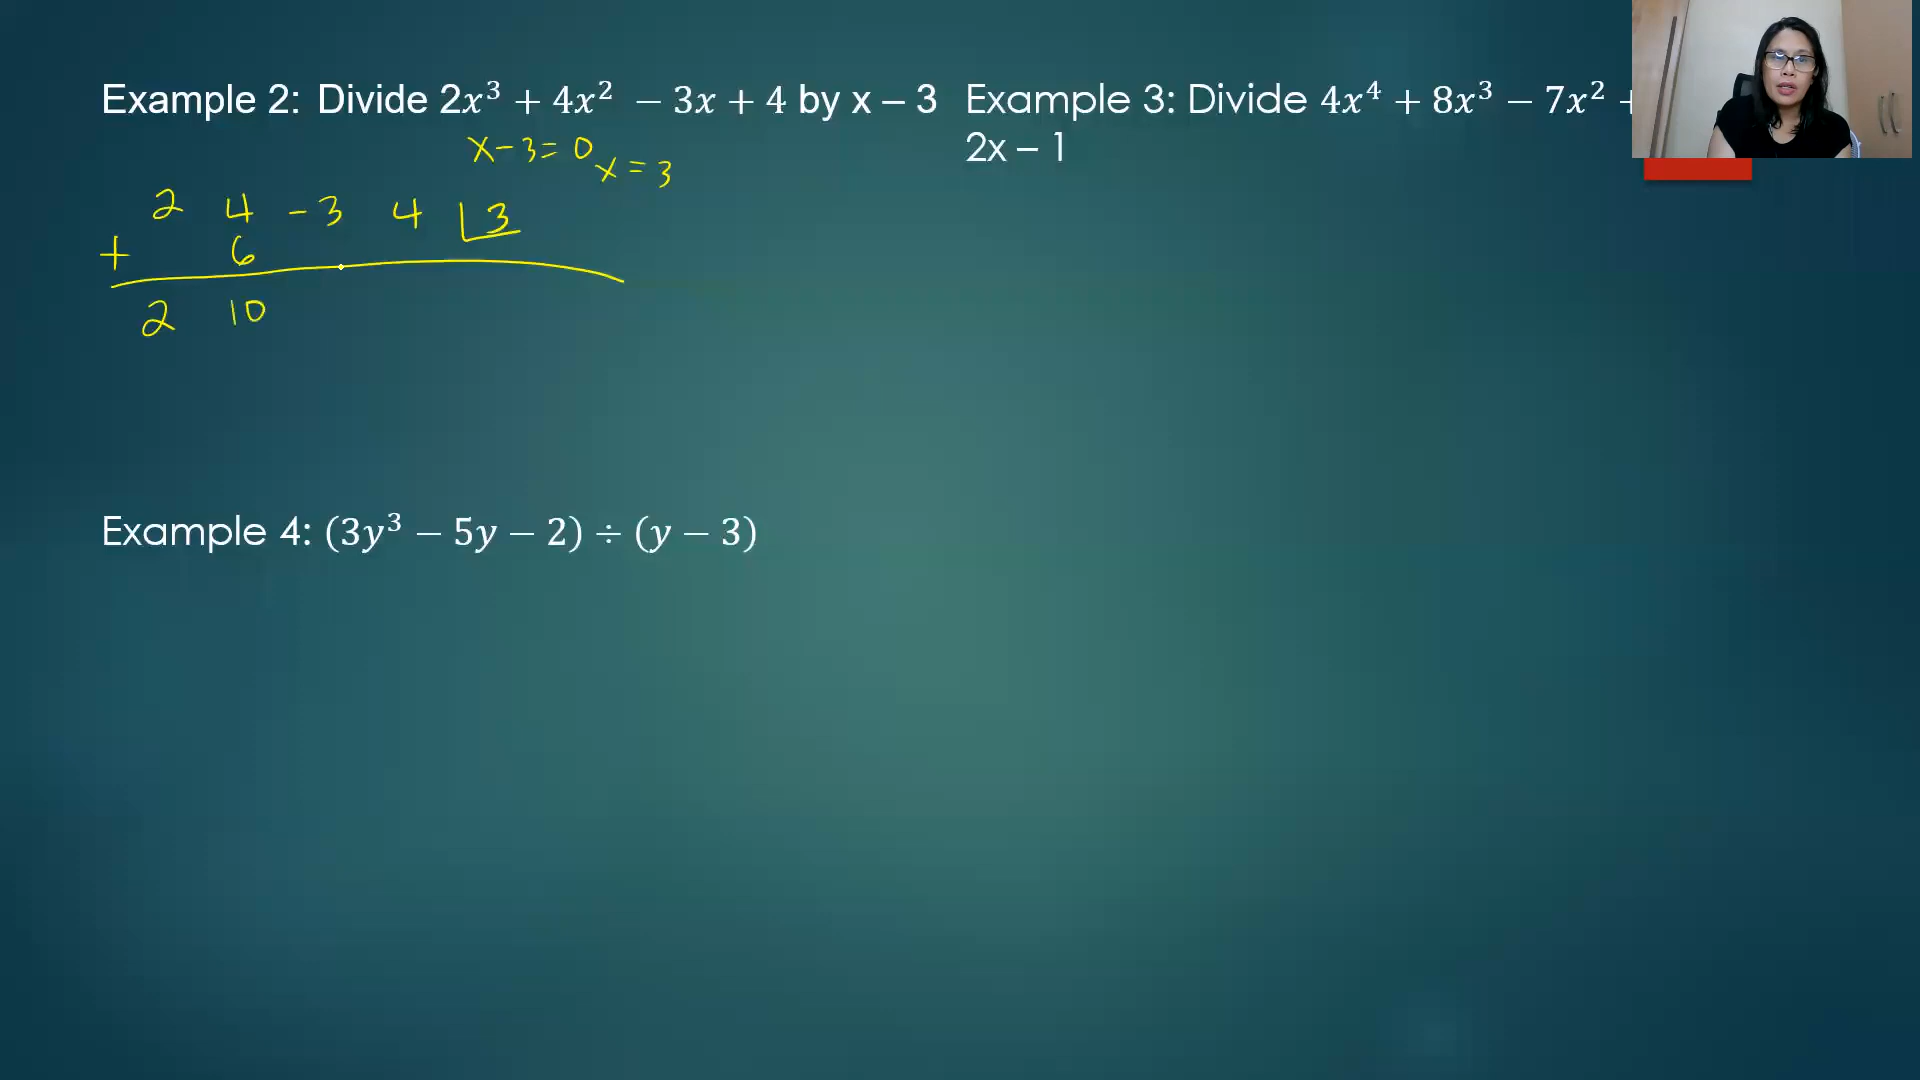 Example 2: Divide 2x³ + 4x² − 3x + 4 by x – 3
x - 3 = 0
x = 3
2 4 -3 4 3
+ 6
2 10
Example 3: Divide 4x⁴ + 8x³ − 7x² +
2x – 1
Example 4: (3y³ − 5y − 2) ÷ (y − 3)